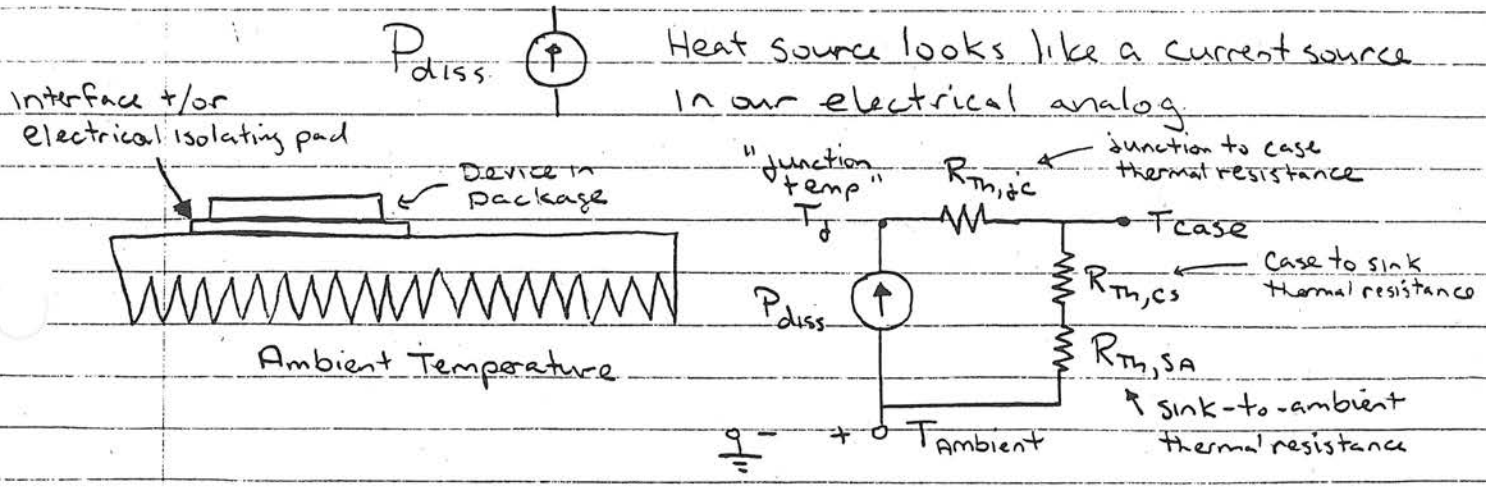 Pdiss Heat source looks like a current source
in our electrical analog.
interface +/or
electrical isolating pad
Device in
package
Ambient Temperature
"junction
temp"
Tj
RTh,jc
junction to case
thermal resistance
Tcase
RTh,cs
Case to sink
thermal resistance
Pdiss
RTh,SA
sink-to-ambient
thermal resistance
- + TAmbient